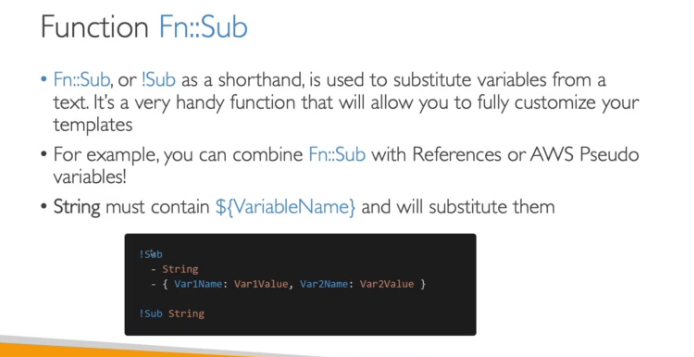 Function Fn::Sub
• Fn::Sub, or !Sub as a shorthand, is used to substitute variables from a
text. It's a very handy function that will allow you to fully customize your
templates
• For example, you can combine Fn::Sub with References or AWS Pseudo
variables!
• String must contain ${VariableName} and will substitute them
!Sub
- String
- { Var1Name: Var1Value, Var2Name: Var2Value }
!Sub String